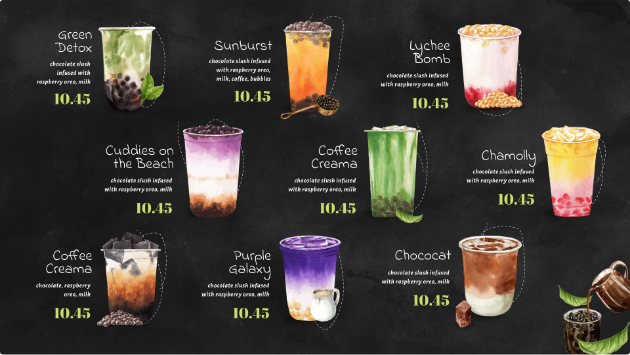 Green
Detox
chocolate slush
infused with
raspberry oreo, milk
10.45
Sunburst
chocolate slush infused
with raspberry oreo,
milk, coffee, bubbles
10.45
Lychee
Bomb
chocolate slush infused
with raspberry oreo, milk
10.45
Cuddies on
the Beach
chocolate slush infused
with raspberry oreo, milk
10.45
Coffee
Creama
chocolate slush infused
with raspberry oreo, milk
10.45
Chamolly
chocolate slush infused
with raspberry oreo, milk
10.45
Coffee
Creama
chocolate, raspberry
oreo, milk
10.45
Purple
Galaxy
chocolate slush infused
with raspberry oreo, milk
10.45
Chococat
chocolate slush infused
with raspberry oreo, milk
10.45